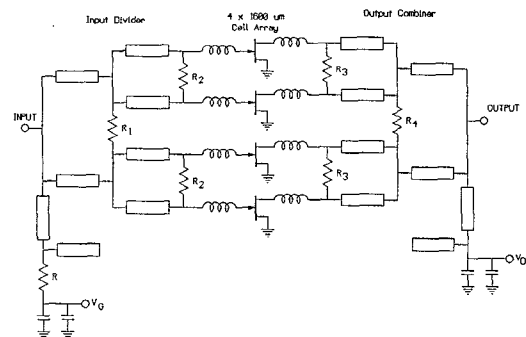 Input Divider
4 x 1600 um
Cell Array
Output Combiner
R2
R3
INPUT
R1
R4
OUTPUT
R2
R3
R
VG
VD